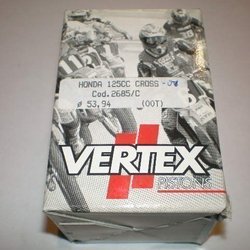 HONDA 125CC CROSS
Cod.2685/C
ø 53,94 (00T)
VERTEX
PISTONS